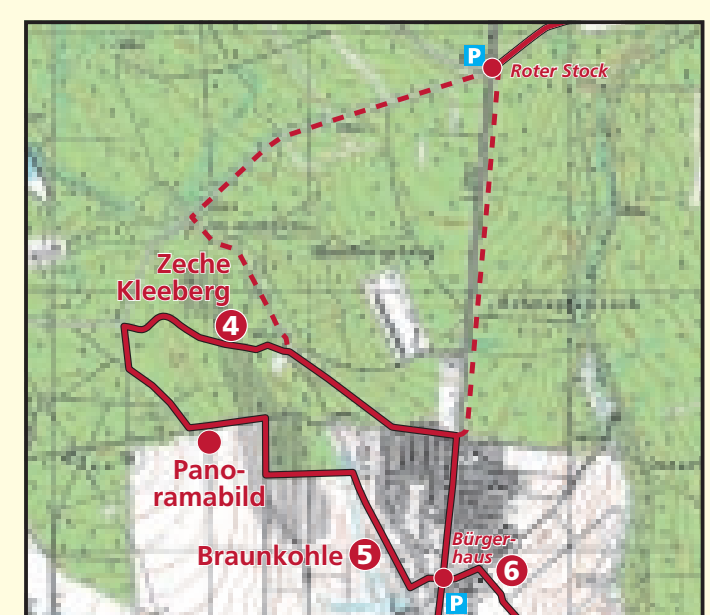 P
Roter Stock
Zeche
Kleeberg
4
Pano-
ramabild
Braunkohle 5
Bürger-
haus 6
P